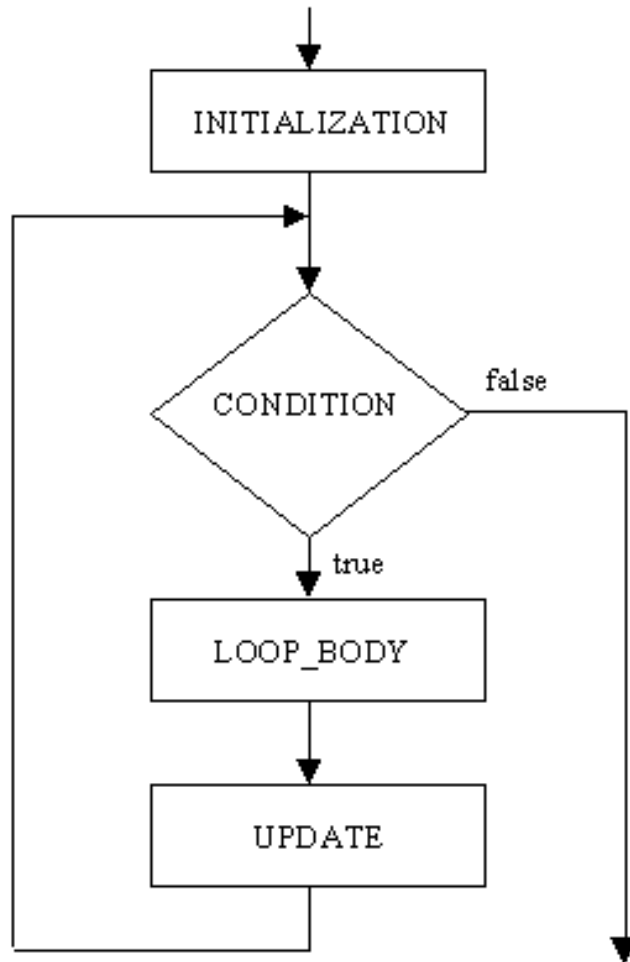 INITIALIZATION
CONDITION
false
true
LOOP_BODY
UPDATE